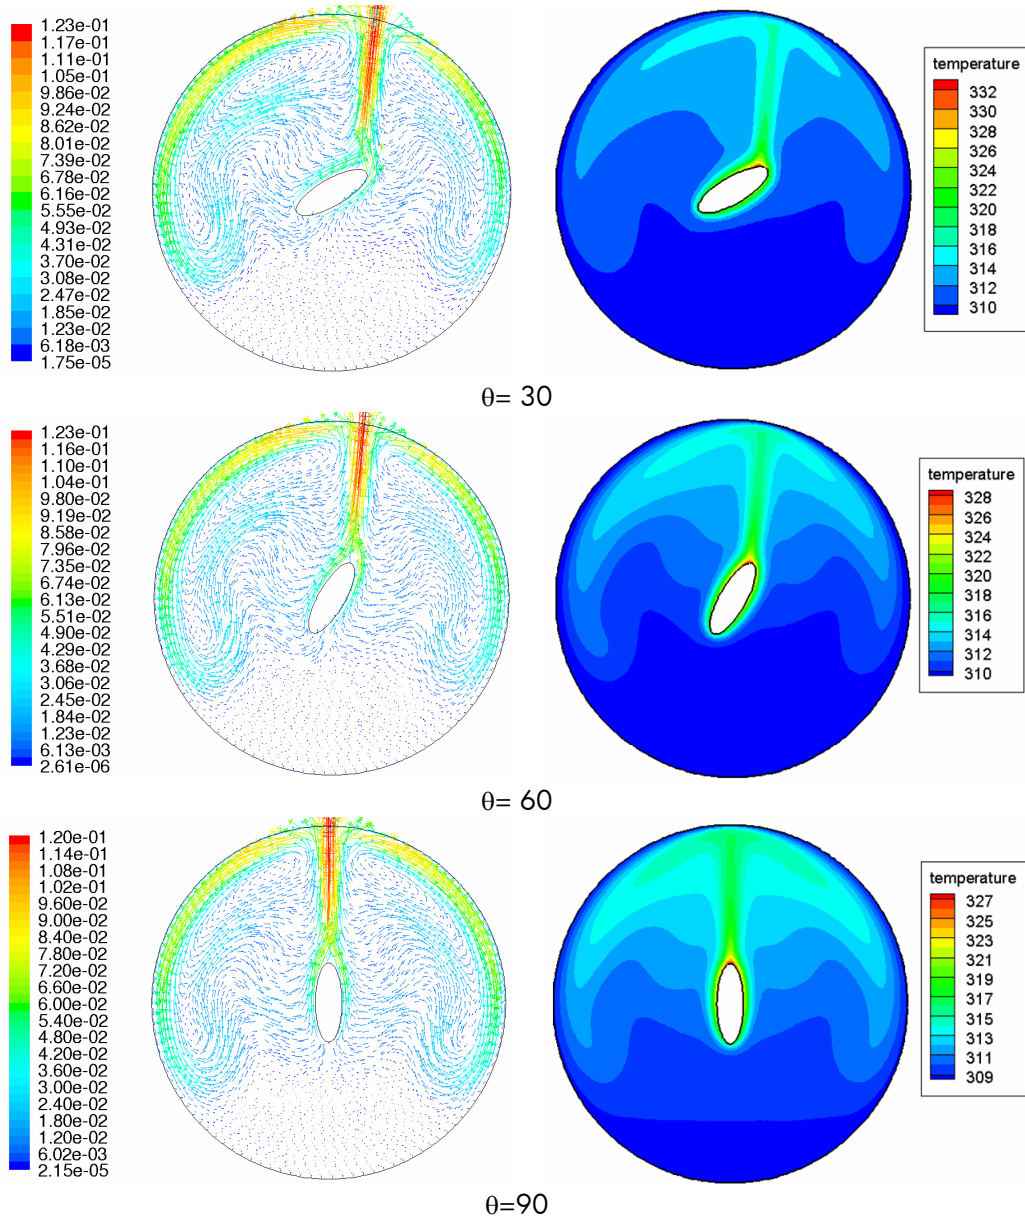 1.23e-01
1.17e-01
1.11e-01
1.05e-01
9.86e-02
9.24e-02
8.62e-02
8.01e-02
7.39e-02
6.78e-02
6.16e-02
5.55e-02
4.93e-02
4.31e-02
3.70e-02
3.08e-02
2.47e-02
1.85e-02
1.23e-02
6.18e-03
1.75e-05
temperature
332
330
328
326
324
322
320
318
316
314
312
310
θ= 30
1.23e-01
1.16e-01
1.10e-01
1.04e-01
9.80e-02
9.19e-02
8.58e-02
7.96e-02
7.35e-02
6.74e-02
6.13e-02
5.51e-02
4.90e-02
4.29e-02
3.68e-02
3.06e-02
2.45e-02
1.84e-02
1.23e-02
6.13e-03
2.61e-06
temperature
328
326
324
322
320
318
316
314
312
310
θ= 60
1.20e-01
1.14e-01
1.08e-01
1.02e-01
9.60e-02
9.00e-02
8.40e-02
7.80e-02
7.20e-02
6.60e-02
6.00e-02
5.40e-02
4.80e-02
4.20e-02
3.60e-02
3.00e-02
2.40e-02
1.80e-02
1.20e-02
6.02e-03
2.15e-05
temperature
327
325
323
321
319
317
315
313
311
309
θ=90